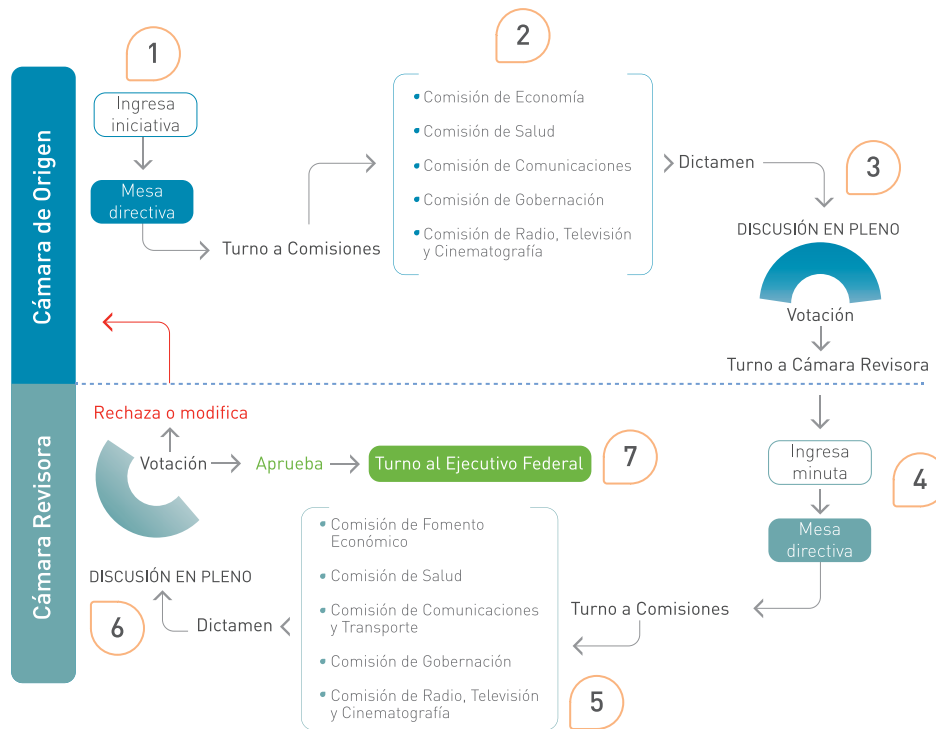 Cámara de Origen
1
Ingresa
iniciativa
Mesa
directiva
Turno a Comisiones
2
• Comisión de Economía
• Comisión de Salud
• Comisión de Comunicaciones
• Comisión de Gobernación
• Comisión de Radio, Televisión
y Cinematografía
Dictamen
3
DISCUSIÓN EN PLENO
Votación
Turno a Cámara Revisora
Cámara Revisora
4
Ingresa
minuta
Mesa
directiva
Turno a Comisiones
5
• Comisión de Fomento
Económico
• Comisión de Salud
• Comisión de Comunicaciones
y Transporte
• Comisión de Gobernación
• Comisión de Radio, Televisión
y Cinematografía
Dictamen
6
DISCUSIÓN EN PLENO
Votación
Rechaza o modifica
Aprueba
Turno al Ejecutivo Federal
7